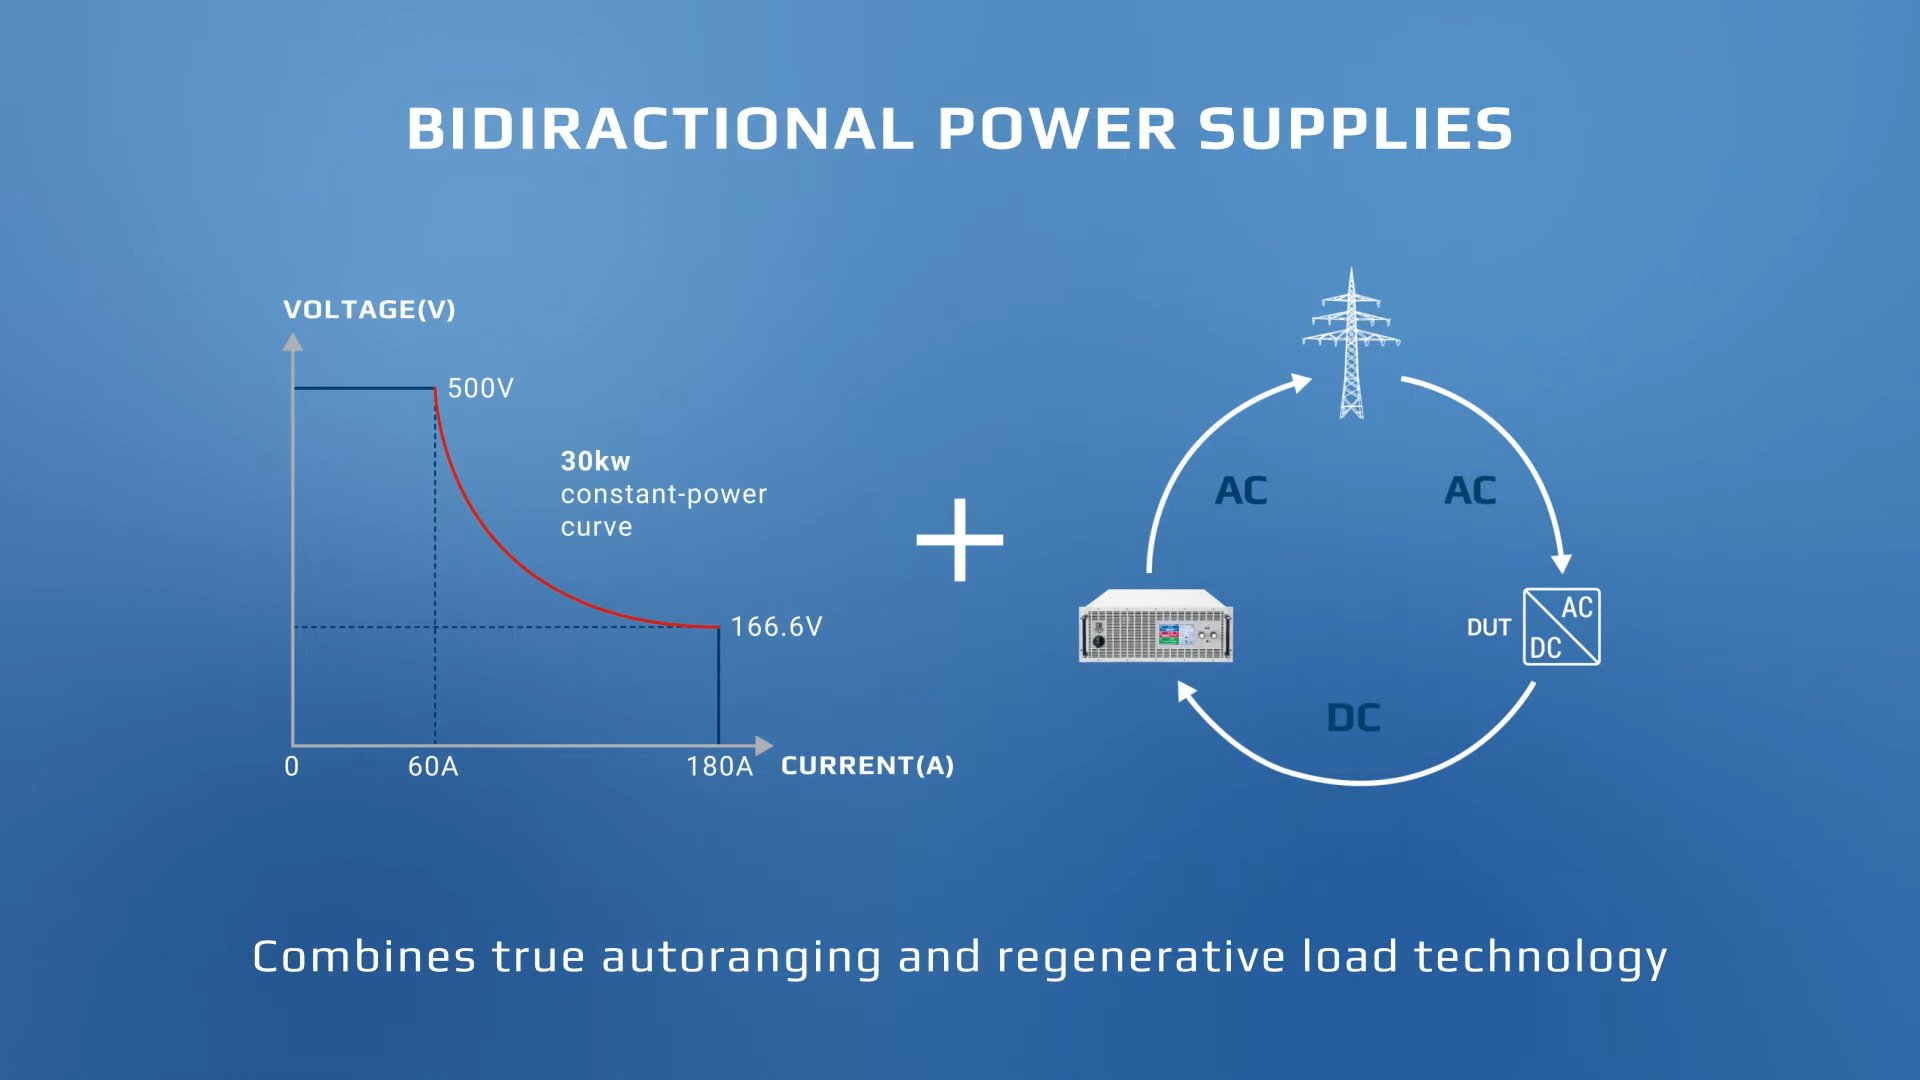 BIDIRACTIONAL POWER SUPPLIES
VOLTAGE(V)
500V
30kw
constant-power
curve
166.6V
0
60A
180A
CURRENT(A)
AC
AC
DUT
AC
DC
DC
Combines true autoranging and regenerative load technology